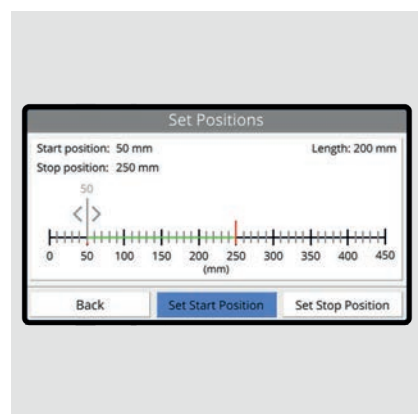 Set Positions
Start position: 50 mm
Length: 200 mm
Stop position: 250 mm
50
0 50 100 150 200 250 300 350 400 450
(mm)
Back
Set Start Position
Set Stop Position